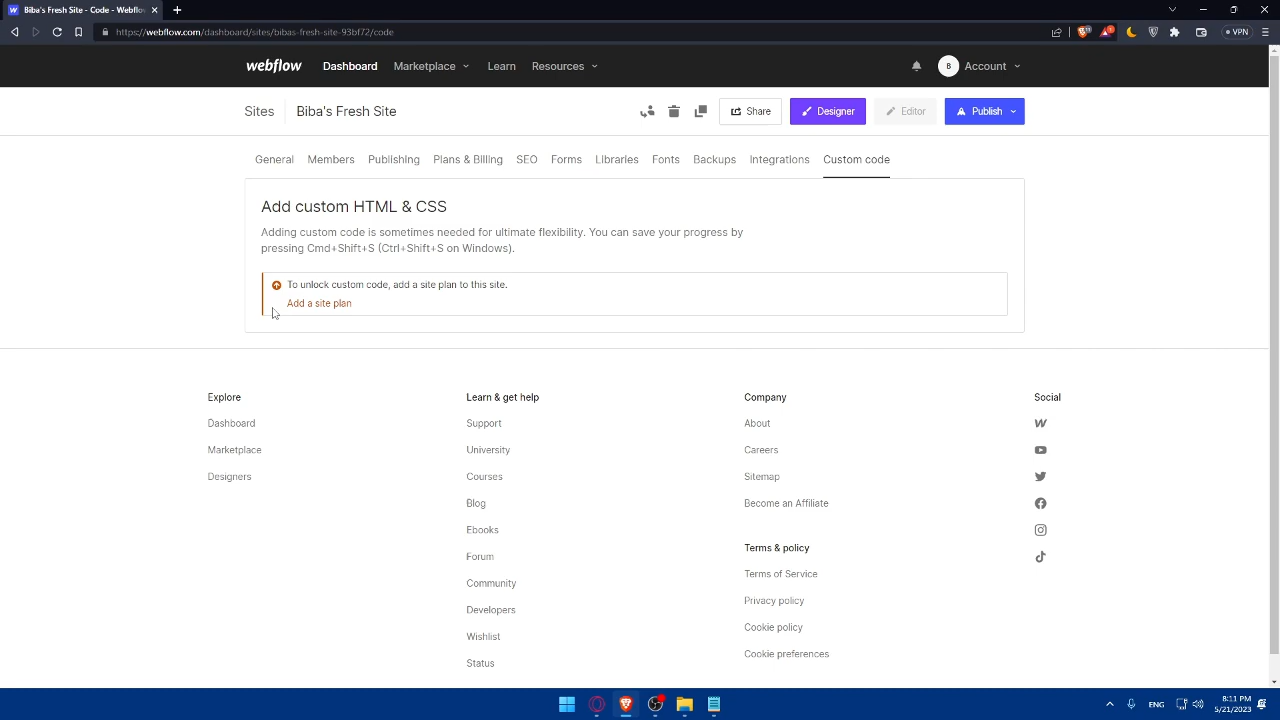 Biba's Fresh Site - Code - Webflow
https://webflow.com/dashboard/sites/bibas-fresh-site-93bf72/code
VPN
webflow
Dashboard
Marketplace
Learn
Resources
B
Account
Sites
Biba's Fresh Site
Share
Designer
Editor
Publish
General
Members
Publishing
Plans & Billing
SEO
Forms
Libraries
Fonts
Backups
Integrations
Custom code
Add custom HTML & CSS
Adding custom code is sometimes needed for ultimate flexibility. You can save your progress by
pressing Cmd+Shift+S (Ctrl+Shift+S on Windows).
To unlock custom code, add a site plan to this site.
Add a site plan
Explore
Dashboard
Marketplace
Designers
Learn & get help
Support
University
Courses
Blog
Ebooks
Forum
Community
Developers
Wishlist
Status
Company
About
Careers
Sitemap
Become an Affiliate
Terms & policy
Terms of Service
Privacy policy
Cookie policy
Cookie preferences
Social
ENG
8:11 PM
5/21/2023